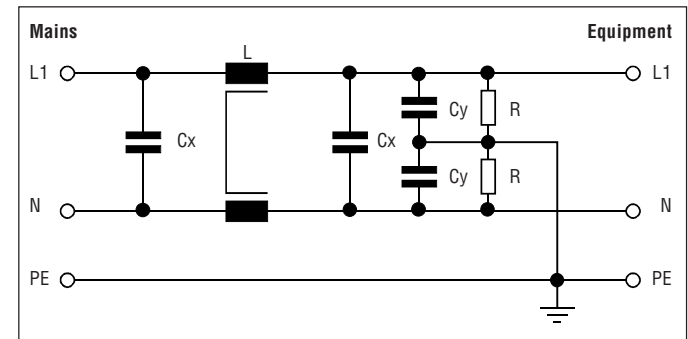 Mains Equipment
L1 L L1
Cy R
Cx Cx
Cy R
N N
PE PE